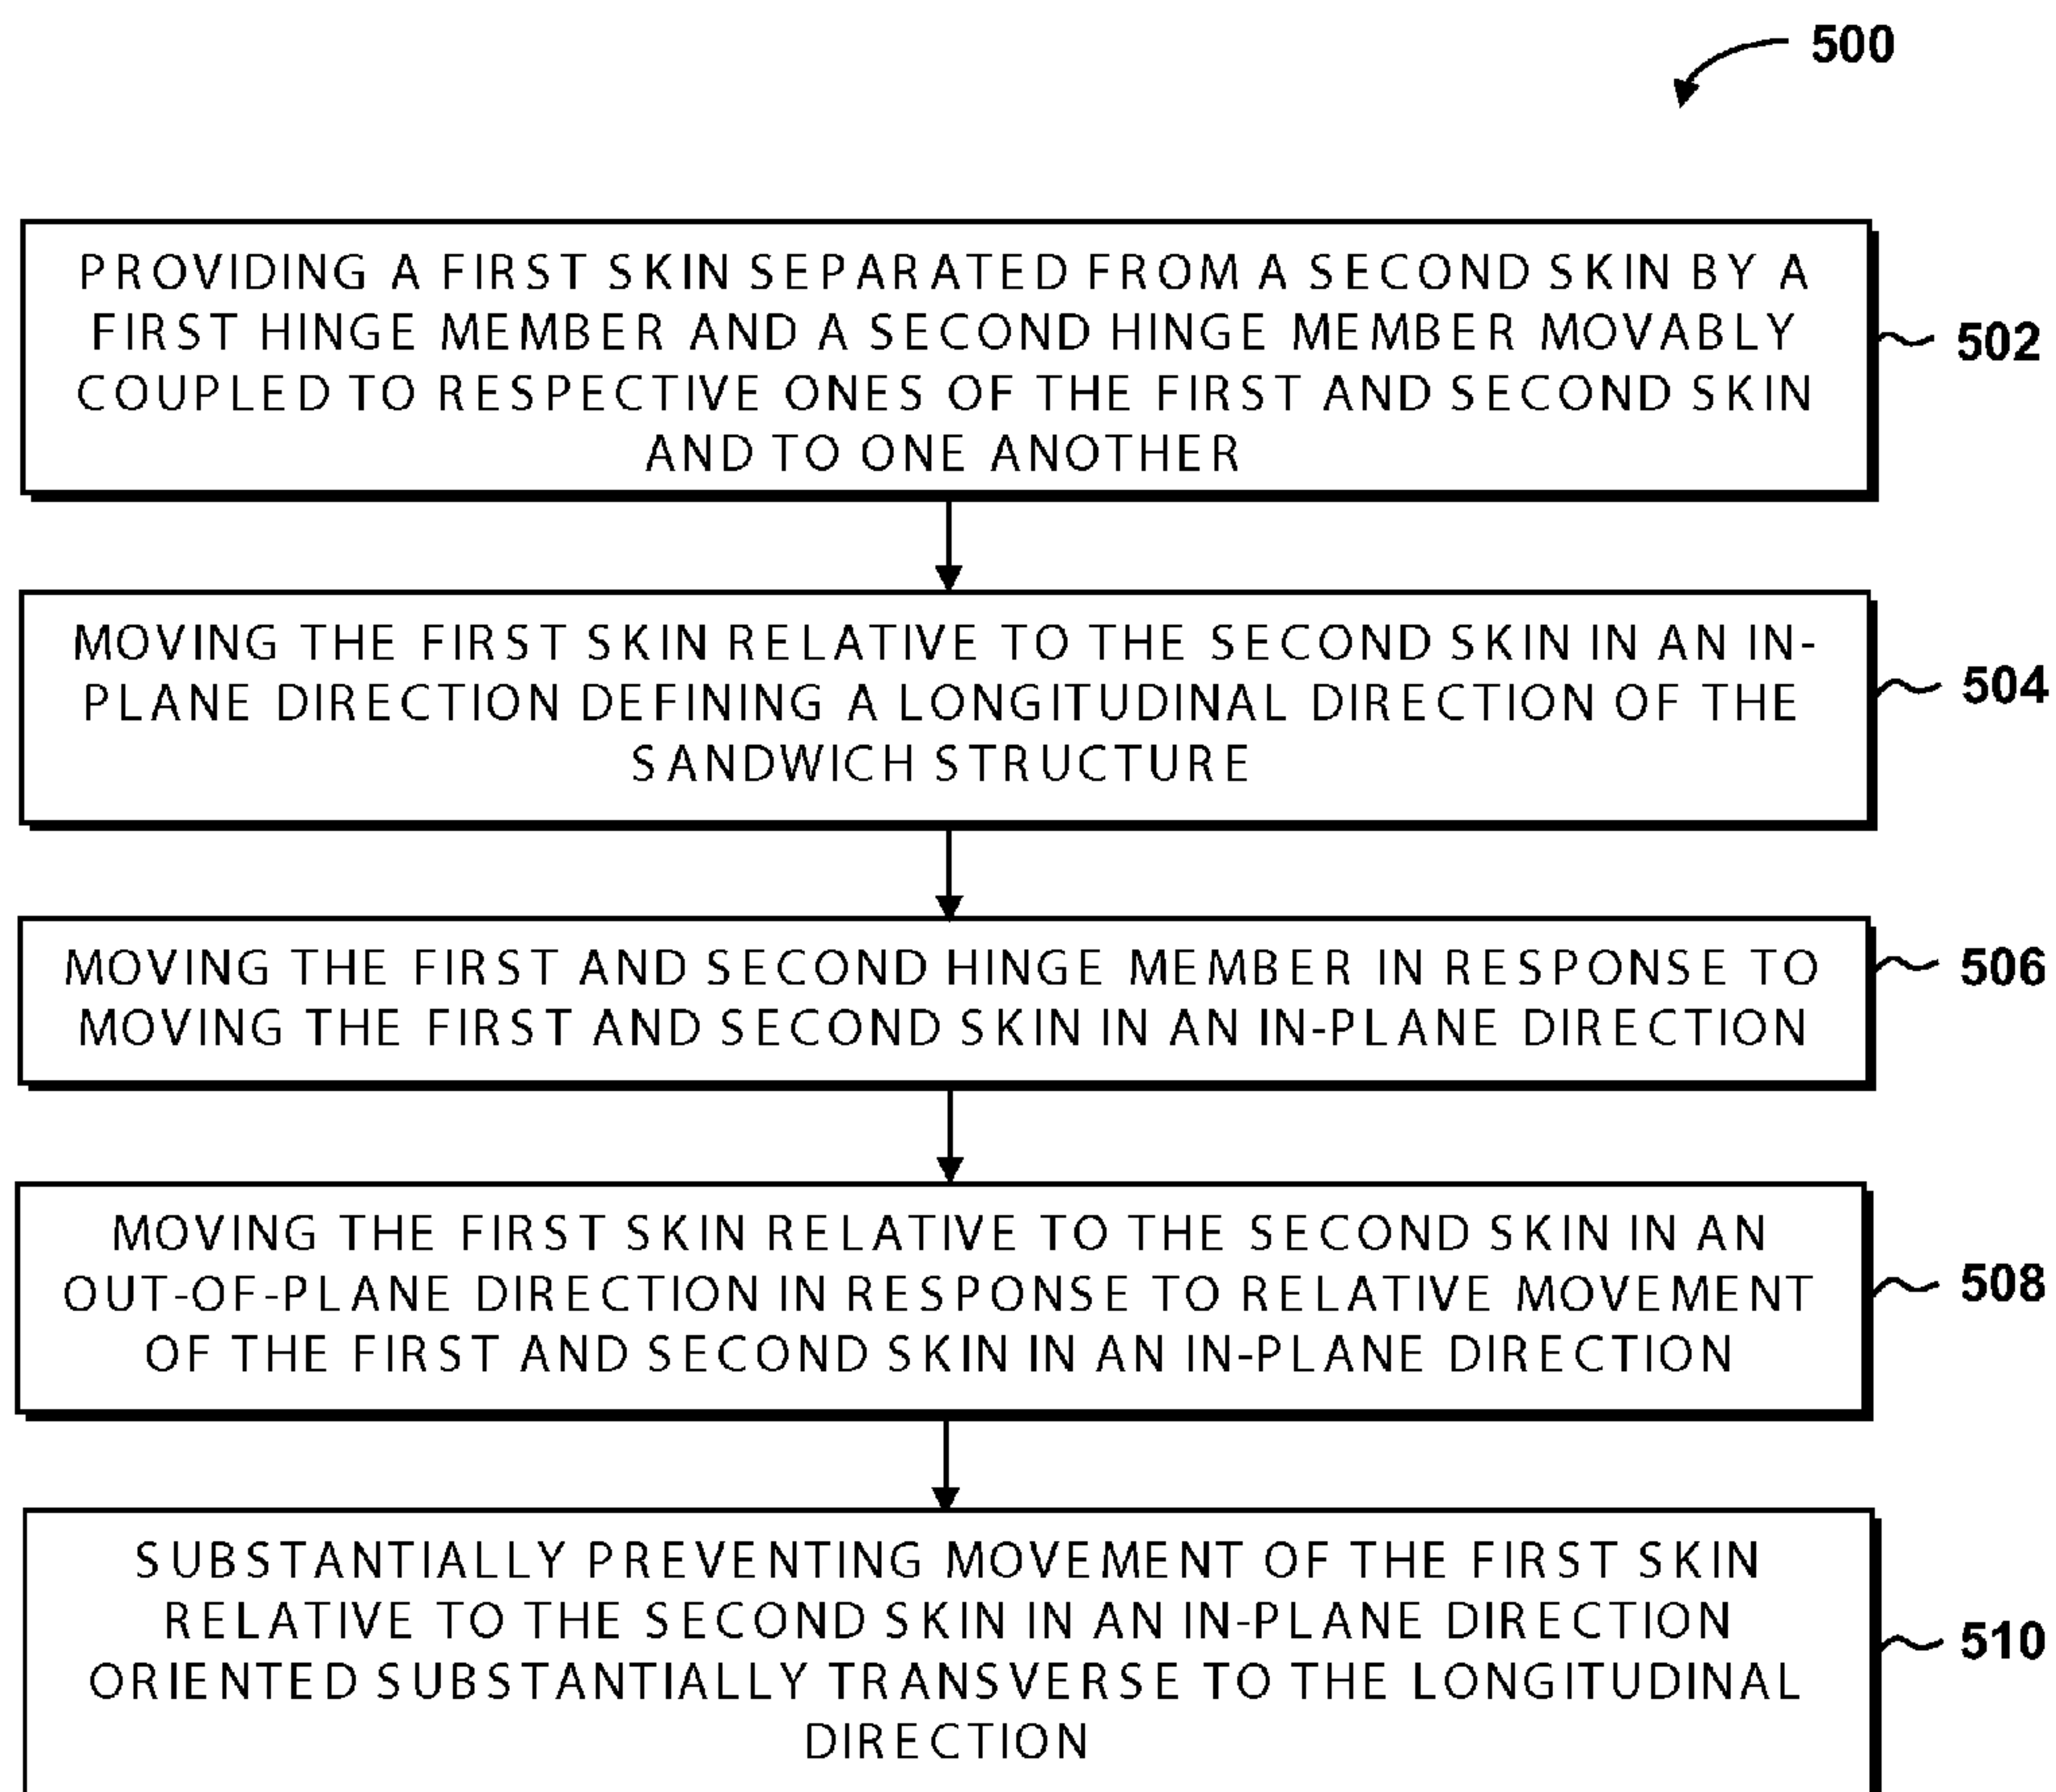 500
PROVIDING A FIRST SKIN SEPARATED FROM A SECOND SKIN BY A
FIRST HINGE MEMBER AND A SECOND HINGE MEMBER MOVABLY
COUPLED TO RESPECTIVE ONES OF THE FIRST AND SECOND SKIN
AND TO ONE ANOTHER
502
MOVING THE FIRST SKIN RELATIVE TO THE SECOND SKIN IN AN IN-
PLANE DIRECTION DEFINING A LONGITUDINAL DIRECTION OF THE
SANDWICH STRUCTURE
504
MOVING THE FIRST AND SECOND HINGE MEMBER IN RESPONSE TO
MOVING THE FIRST AND SECOND SKIN IN AN IN-PLANE DIRECTION
506
MOVING THE FIRST SKIN RELATIVE TO THE SECOND SKIN IN AN
OUT-OF-PLANE DIRECTION IN RESPONSE TO RELATIVE MOVEMENT
OF THE FIRST AND SECOND SKIN IN AN IN-PLANE DIRECTION
508
SUBSTANTIALLY PREVENTING MOVEMENT OF THE FIRST SKIN
RELATIVE TO THE SECOND SKIN IN AN IN-PLANE DIRECTION
ORIENTED SUBSTANTIALLY TRANSVERSE TO THE LONGITUDINAL
DIRECTION
510